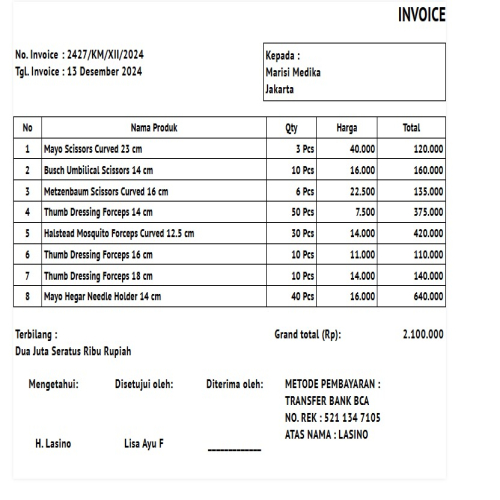 INVOICE
No. Invoice : 2427/KM/XII/2024
Tgl. Invoice : 13 Desember 2024
Kepada :
Marisi Medika
Jakarta
No Nama Produk Qty Harga Total
1 Mayo Scissors Curved 23 cm 3 Pcs 40.000 120.000
2 Busch Umbilical Scissors 14 cm 10 Pcs 16.000 160.000
3 Metzenbaum Scissors Curved 16 cm 6 Pcs 22.500 135.000
4 Thumb Dressing Forceps 14 cm 50 Pcs 7.500 375.000
5 Halstead Mosquito Forceps Curved 12.5 cm 30 Pcs 14.000 420.000
6 Thumb Dressing Forceps 16 cm 10 Pcs 11.000 110.000
7 Thumb Dressing Forceps 18 cm 10 Pcs 14.000 140.000
8 Mayo Hegar Needle Holder 14 cm 40 Pcs 16.000 640.000
Terbilang : Grand total (Rp): 2.100.000
Dua Juta Seratus Ribu Rupiah
Mengetahui: Disetujui oleh: Diterima oleh:
METODE PEMBAYARAN :
TRANSFER BANK BCA
NO. REK : 521 134 7105
ATAS NAMA : LASINO
H. Lasino Lisa Ayu F